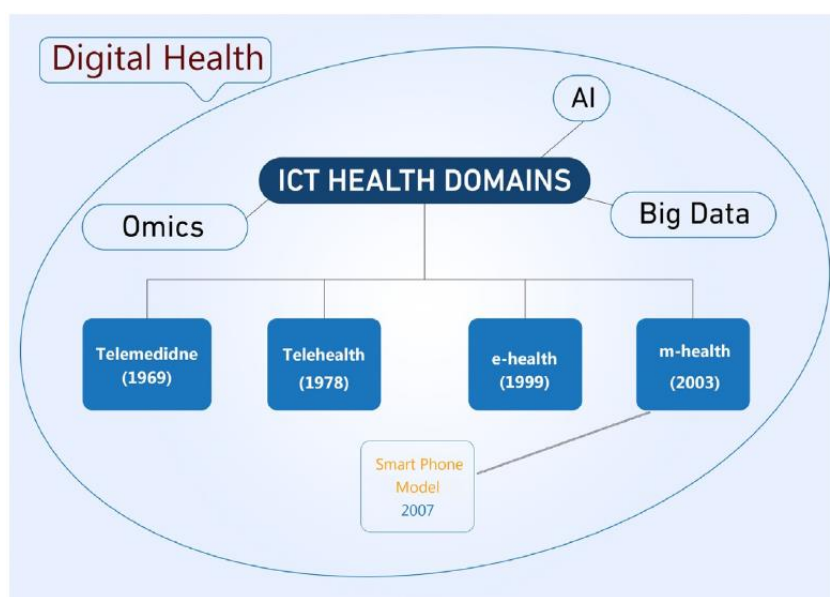 Digital Health
AI
ICT HEALTH DOMAINS
Omics
Big Data
Telemedidne
(1969)
Telehealth
(1978)
e-health
(1999)
m-health
(2003)
Smart Phone
Model
2007